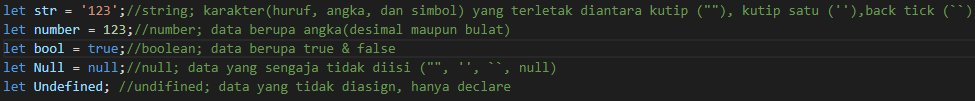 let str = '123';//string; karakter(huruf, angka, dan simbol) yang terletak diantara kutip (""), kutip satu (''),back tick (``)
let number = 123;//number; data berupa angka(desimal maupun bulat)
let bool = true;//boolean; data berupa true & false
let Null = null;//null; data yang sengaja tidak diisi ("", '', ``, null)
let Undefined; //undifined; data yang tidak diasign, hanya declare